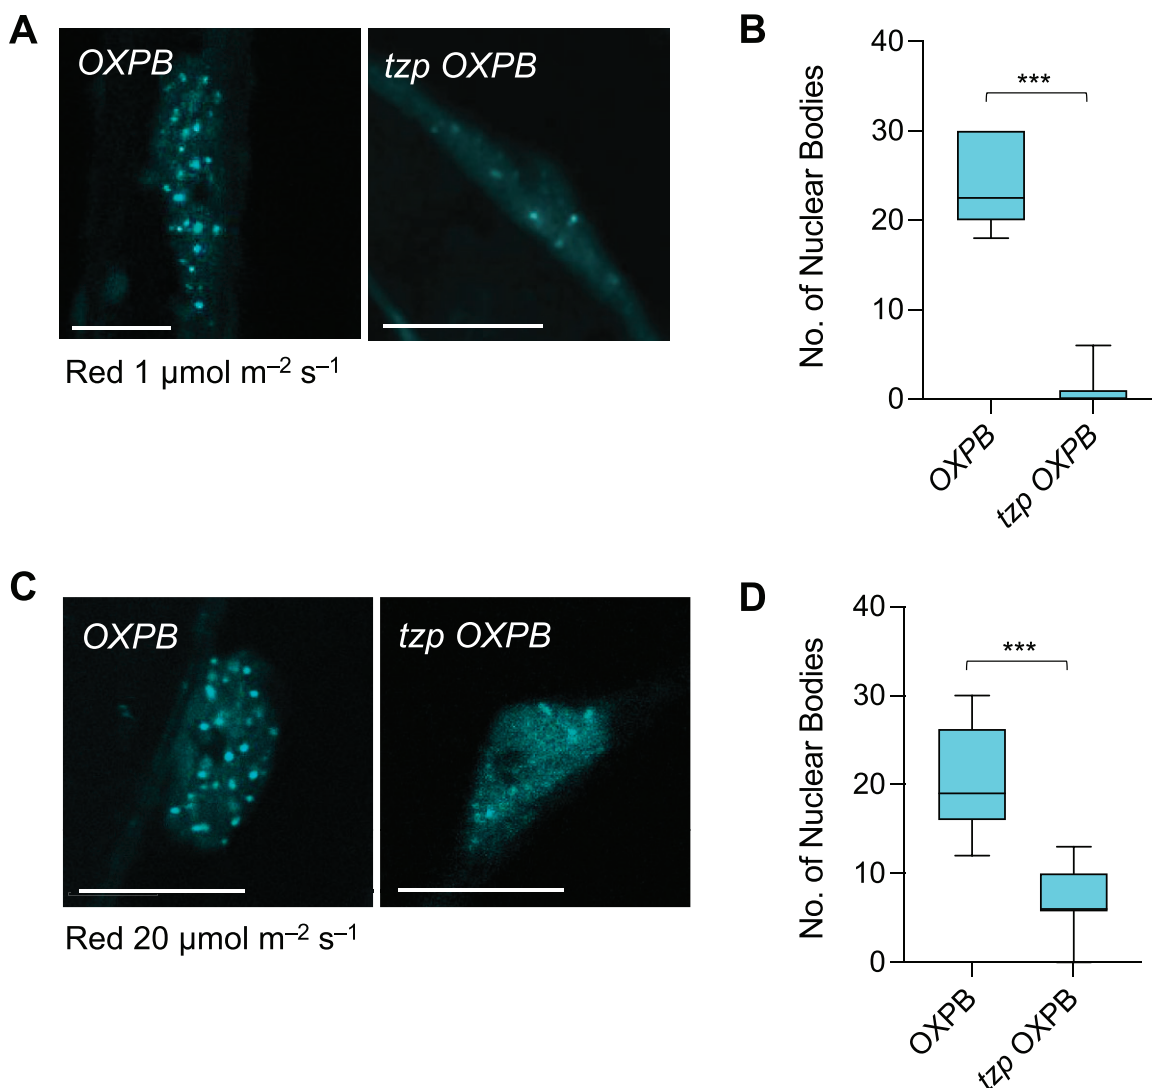 A
OXPB
tzp OXPB
Red 1 µmol m⁻² s⁻¹
B
No. of Nuclear Bodies
40
30
20
10
0
***
OXPB
tzp OXPB
C
OXPB
tzp OXPB
Red 20 µmol m⁻² s⁻¹
D
No. of Nuclear Bodies
40
30
20
10
0
***
OXPB
tzp OXPB